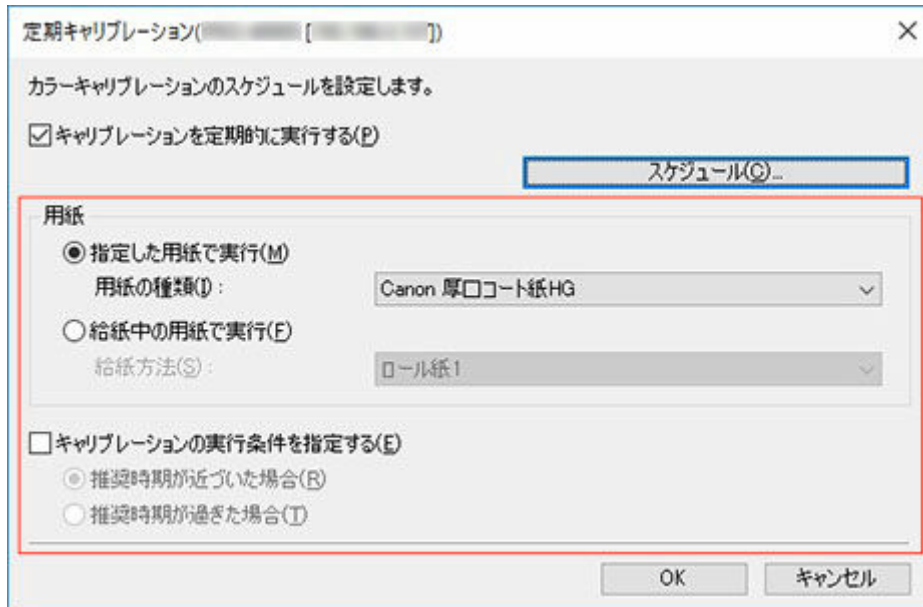 定期キャリブレーション( [ ])
カラーキャリブレーションのスケジュールを設定します。
キャリブレーションを定期的に実行する(P)
スケジュール(C)...
用紙
指定した用紙で実行(M)
用紙の種類(I): Canon 厚口コート紙HG
給紙中の用紙で実行(F)
給紙方法(S): ロール紙1
キャリブレーションの実行条件を指定する(E)
推奨時期が近づいた場合(R)
推奨時期が過ぎた場合(T)
OK キャンセル